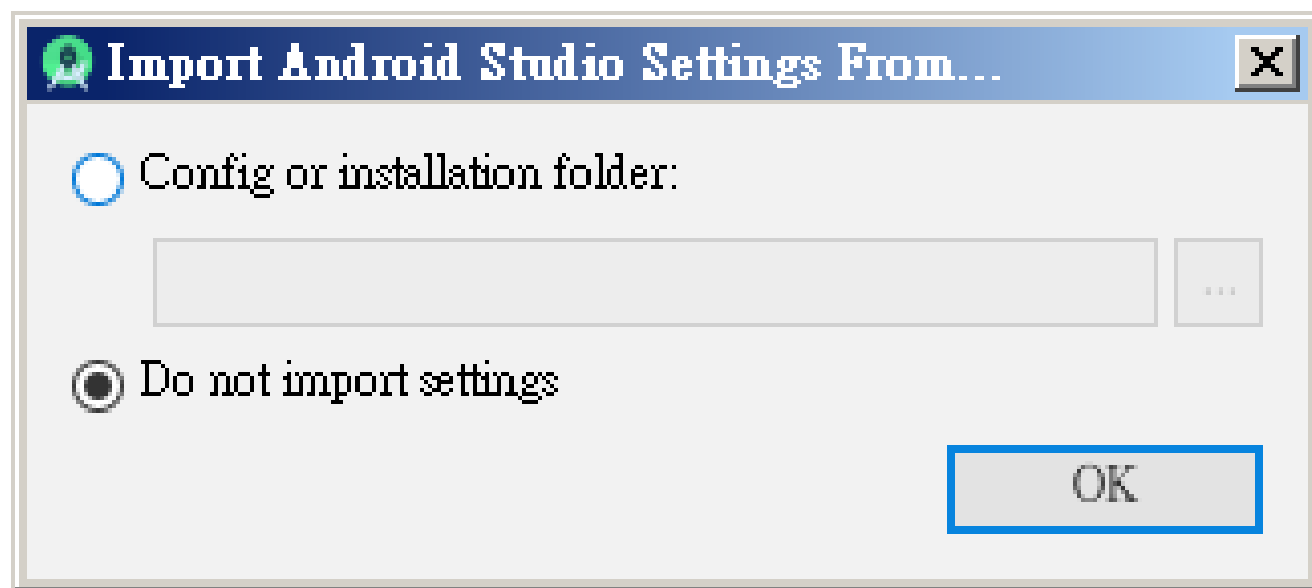 Import Android Studio Settings From...
Config or installation folder:
...
Do not import settings
OK